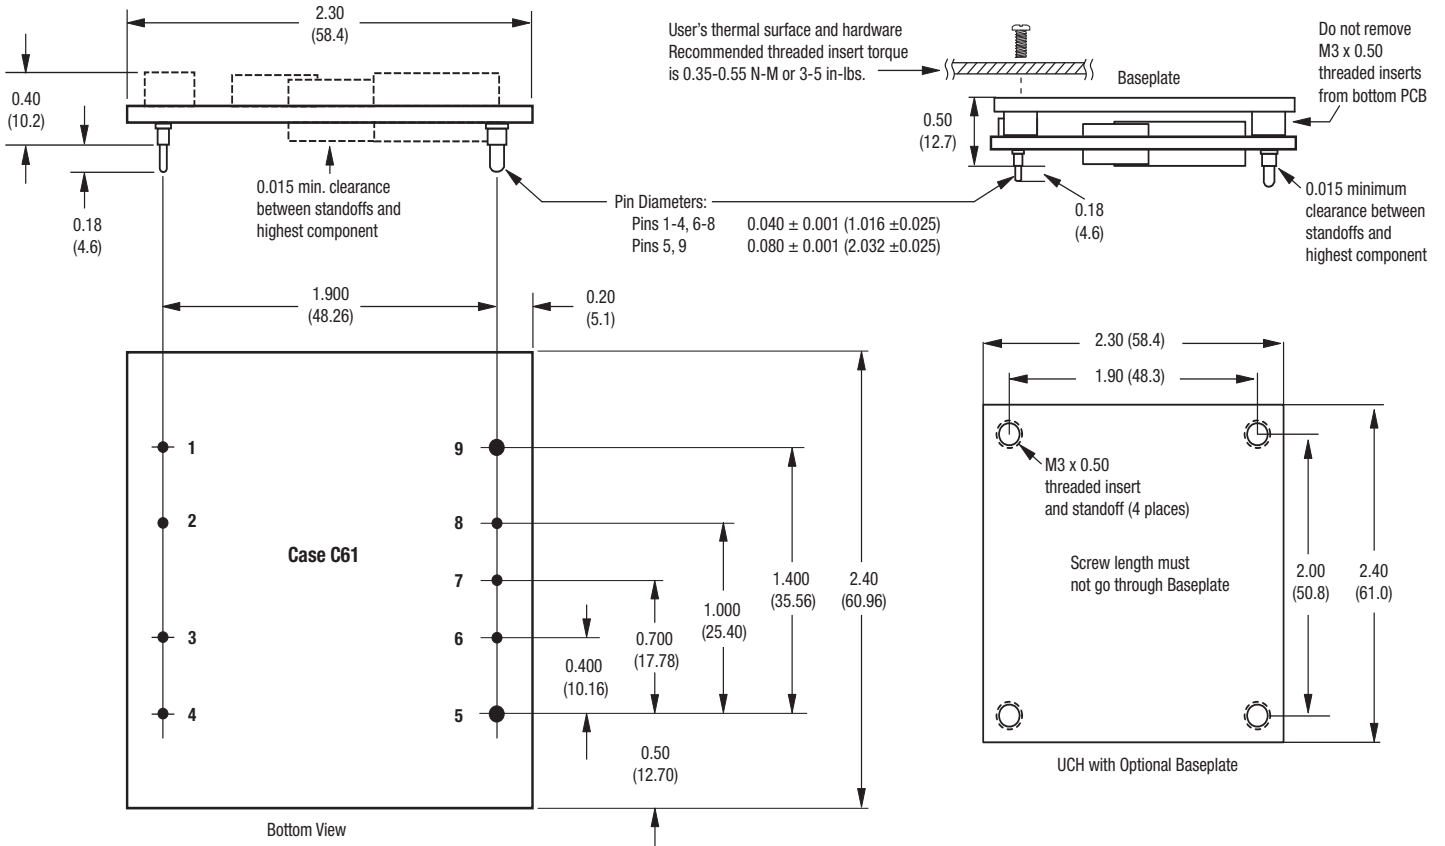 2.30
(58.4)
0.40
(10.2)
0.18
(4.6)
0.015 min. clearance
between standoffs and
highest component
User's thermal surface and hardware
Recommended threaded insert torque
is 0.35-0.55 N-M or 3-5 in-lbs.
Baseplate
Do not remove
M3 x 0.50
threaded inserts
from bottom PCB
0.50
(12.7)
0.18
(4.6)
0.015 minimum
clearance between
standoffs and
highest component
Pin Diameters:
Pins 1-4, 6-8 0.040 ± 0.001 (1.016 ±0.025)
Pins 5, 9 0.080 ± 0.001 (2.032 ±0.025)
1.900
(48.26)
0.20
(5.1)
1
2
3
4
Case C61
9
8
7
6
5
0.400
(10.16)
0.700
(17.78)
1.000
(25.40)
1.400
(35.56)
2.40
(60.96)
0.50
(12.70)
Bottom View
2.30 (58.4)
1.90 (48.3)
M3 x 0.50
threaded insert
and standoff (4 places)
Screw length must
not go through Baseplate
2.00
(50.8)
2.40
(61.0)
UCH with Optional Baseplate